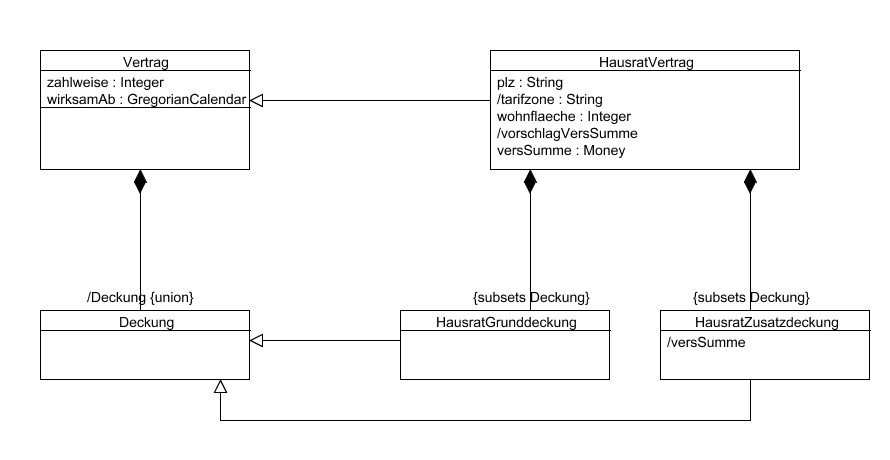 Vertrag
zahlweise : Integer
wirksamAb : GregorianCalendar
HausratVertrag
plz : String
/tarifzone : String
wohnflaeche : Integer
/vorschlagVersSumme
versSumme : Money
/Deckung {union}
{subsets Deckung}
{subsets Deckung}
Deckung
HausratGrunddeckung
HausratZusatzdeckung
/versSumme